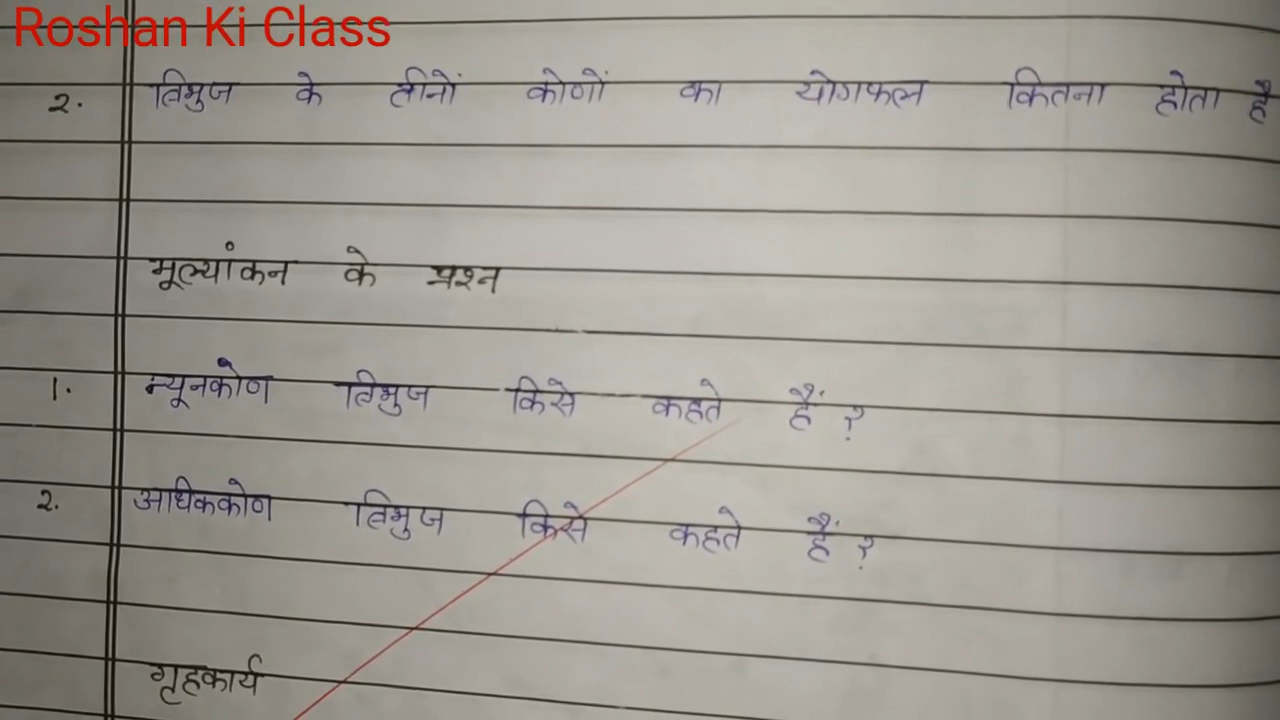 Roshan Ki Class
2. त्रिभुज के तीनों कोणों का योगफल कितना होता है
मूल्यांकन के प्रश्न
1. न्यूनकोण त्रिभुज किसे कहते हैं ?
2. अधिककोण त्रिभुज किसे कहते हैं ?
गृहकार्य